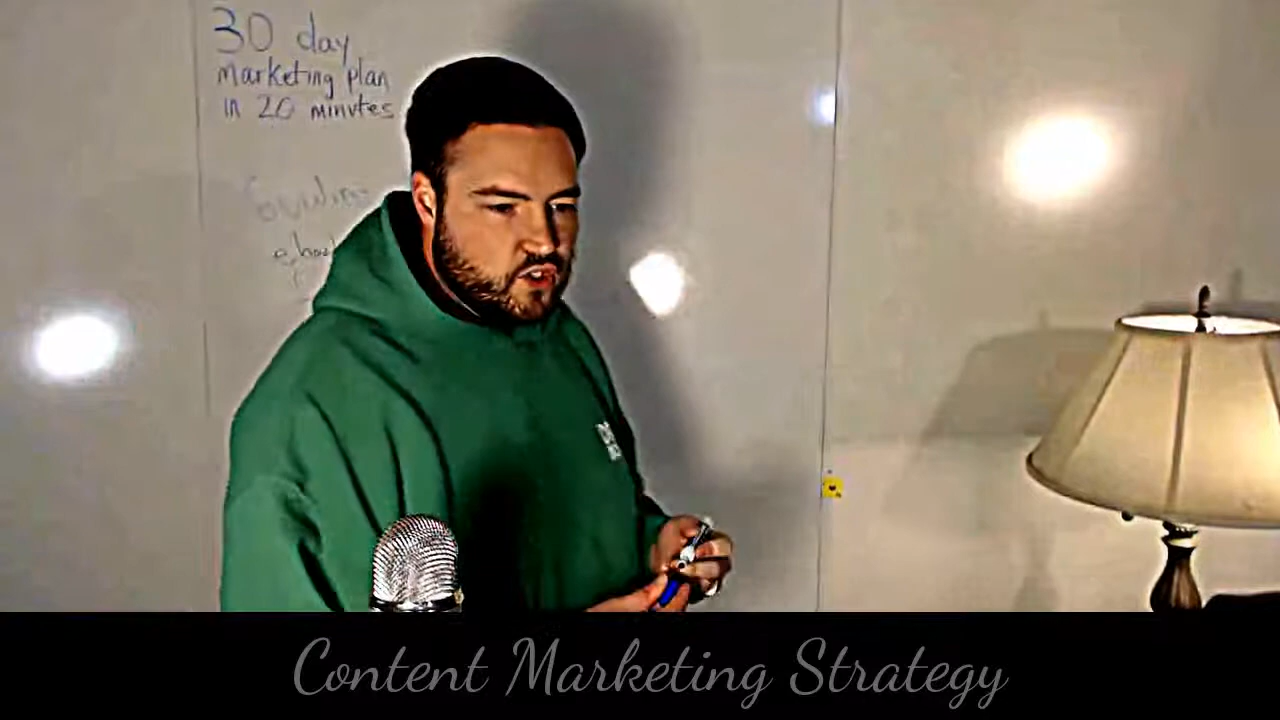 30 day
marketing plan
in 20 minutes
Content Marketing Strategy